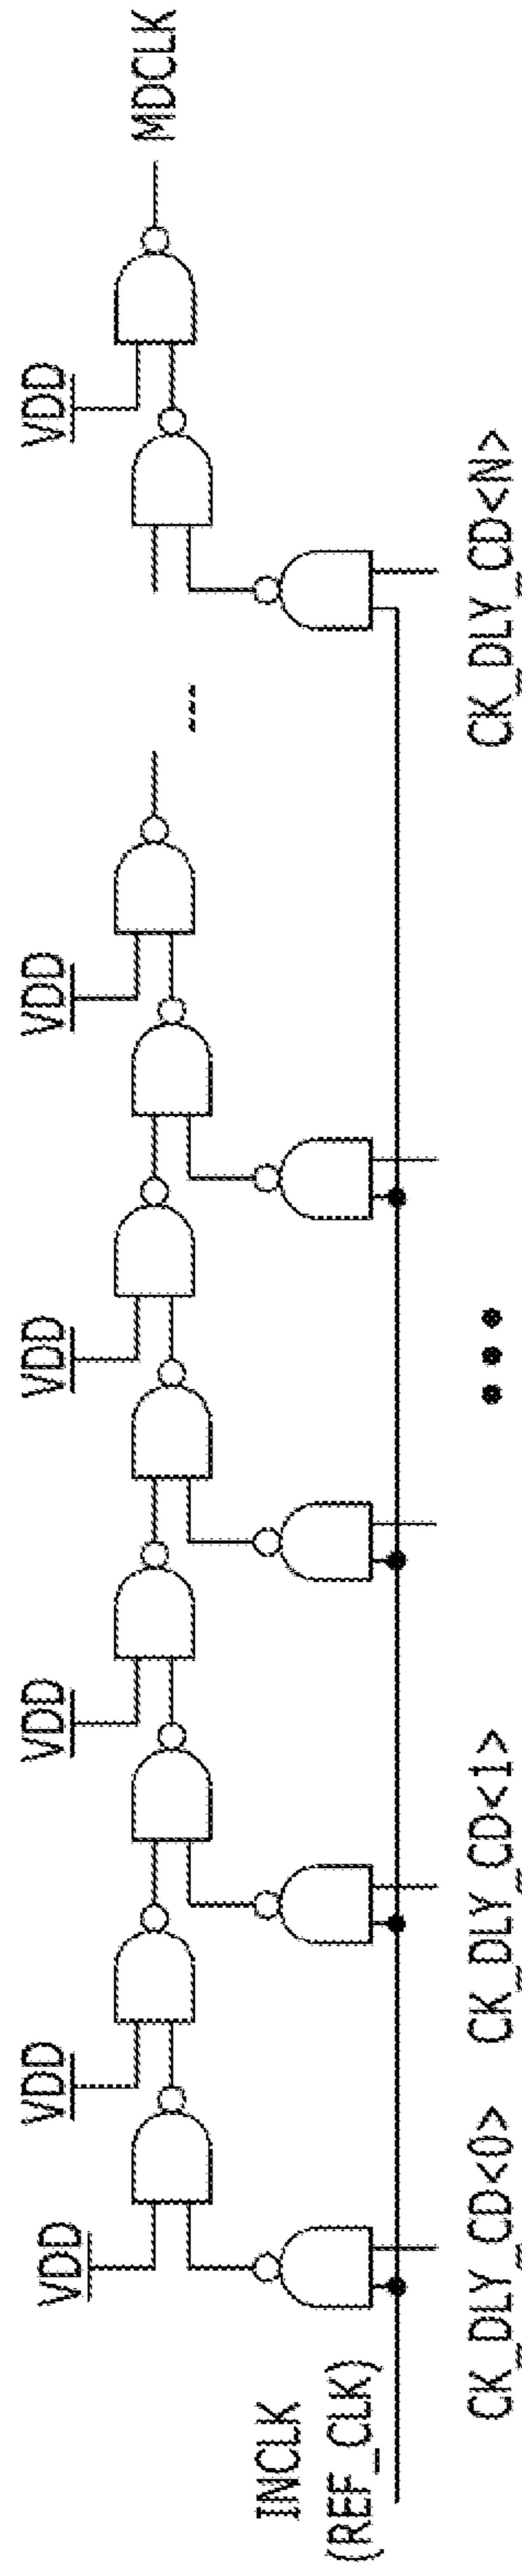 VDD
VDD
VDD
VDD
VDD
VDD
MDCLK
...
INCLK
(REF_CLK)
...
CK_DLY_CD<0>
CK_DLY_CD<1>
CK_DLY_CD<N>